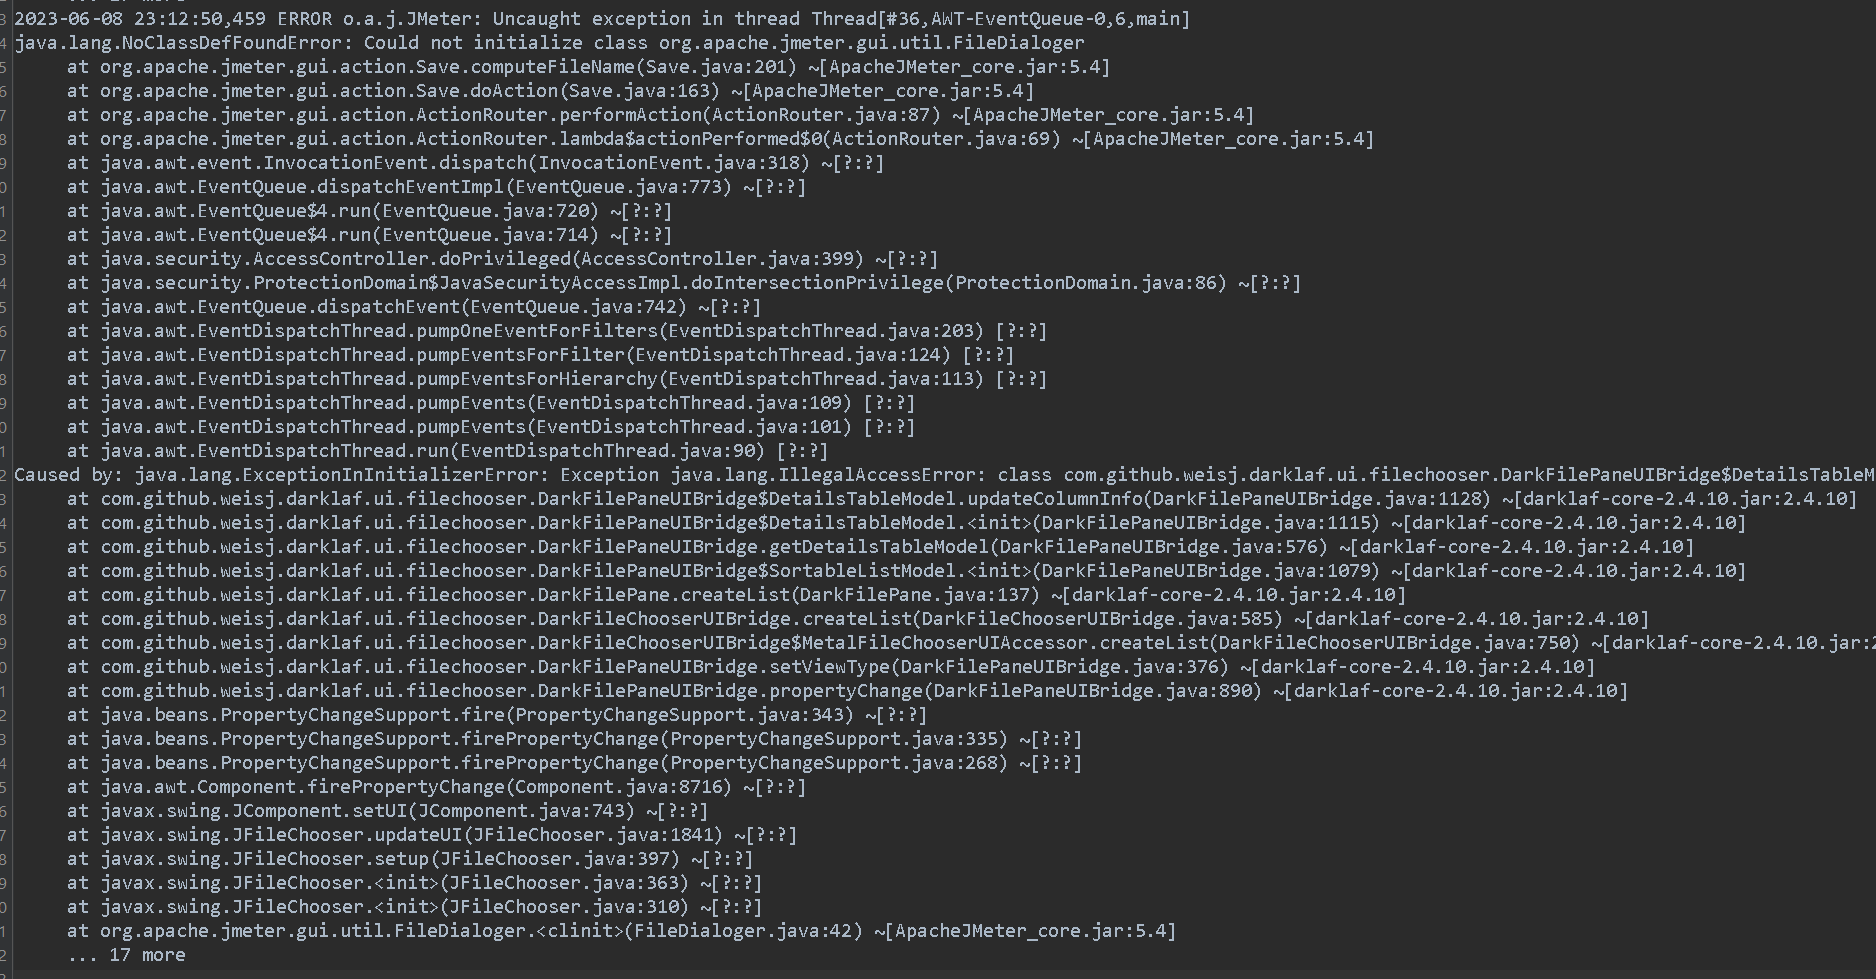 3 2023-06-08 23:12:50,459 ERROR o.a.j.JMeter: Uncaught exception in thread Thread[#36,AWT-EventQueue-0,6,main]
4 java.lang.NoClassDefFoundError: Could not initialize class org.apache.jmeter.gui.util.FileDialoger
5 at org.apache.jmeter.gui.action.Save.computeFileName(Save.java:201) ~[ApacheJMeter_core.jar:5.4]
6 at org.apache.jmeter.gui.action.Save.doAction(Save.java:163) ~[ApacheJMeter_core.jar:5.4]
7 at org.apache.jmeter.gui.action.ActionRouter.performAction(ActionRouter.java:87) ~[ApacheJMeter_core.jar:5.4]
8 at org.apache.jmeter.gui.action.ActionRouter.lambda$actionPerformed$0(ActionRouter.java:69) ~[ApacheJMeter_core.jar:5.4]
9 at java.awt.event.InvocationEvent.dispatch(InvocationEvent.java:318) ~[?:?]
0 at java.awt.EventQueue.dispatchEventImpl(EventQueue.java:773) ~[?:?]
1 at java.awt.EventQueue$4.run(EventQueue.java:720) ~[?:?]
2 at java.awt.EventQueue$4.run(EventQueue.java:714) ~[?:?]
3 at java.security.AccessController.doPrivileged(AccessController.java:399) ~[?:?]
4 at java.security.ProtectionDomain$JavaSecurityAccessImpl.doIntersectionPrivilege(ProtectionDomain.java:86) ~[?:?]
5 at java.awt.EventQueue.dispatchEvent(EventQueue.java:742) ~[?:?]
6 at java.awt.EventDispatchThread.pumpOneEventForFilters(EventDispatchThread.java:203) [?:?]
7 at java.awt.EventDispatchThread.pumpEventsForFilter(EventDispatchThread.java:124) [?:?]
8 at java.awt.EventDispatchThread.pumpEventsForHierarchy(EventDispatchThread.java:113) [?:?]
9 at java.awt.EventDispatchThread.pumpEvents(EventDispatchThread.java:109) [?:?]
0 at java.awt.EventDispatchThread.pumpEvents(EventDispatchThread.java:101) [?:?]
1 at java.awt.EventDispatchThread.run(EventDispatchThread.java:90) [?:?]
2 Caused by: java.lang.ExceptionInInitializerError: Exception java.lang.IllegalAccessError: class com.github.weisj.darklaf.ui.filechooser.DarkFilePaneUIBridge$DetailsTableM
3 at com.github.weisj.darklaf.ui.filechooser.DarkFilePaneUIBridge$DetailsTableModel.updateColumnInfo(DarkFilePaneUIBridge.java:1128) ~[darklaf-core-2.4.10.jar:2.4.10]
4 at com.github.weisj.darklaf.ui.filechooser.DarkFilePaneUIBridge$DetailsTableModel.<init>(DarkFilePaneUIBridge.java:1115) ~[darklaf-core-2.4.10.jar:2.4.10]
5 at com.github.weisj.darklaf.ui.filechooser.DarkFilePaneUIBridge.getDetailsTableModel(DarkFilePaneUIBridge.java:576) ~[darklaf-core-2.4.10.jar:2.4.10]
6 at com.github.weisj.darklaf.ui.filechooser.DarkFilePaneUIBridge$SortableListModel.<init>(DarkFilePaneUIBridge.java:1079) ~[darklaf-core-2.4.10.jar:2.4.10]
7 at com.github.weisj.darklaf.ui.filechooser.DarkFilePane.createList(DarkFilePane.java:137) ~[darklaf-core-2.4.10.jar:2.4.10]
8 at com.github.weisj.darklaf.ui.filechooser.DarkFileChooserUIBridge.createList(DarkFileChooserUIBridge.java:585) ~[darklaf-core-2.4.10.jar:2.4.10]
9 at com.github.weisj.darklaf.ui.filechooser.DarkFileChooserUIBridge$MetalFileChooserUIAccessor.createList(DarkFileChooserUIBridge.java:750) ~[darklaf-core-2.4.10.jar:2
0 at com.github.weisj.darklaf.ui.filechooser.DarkFilePaneUIBridge.setViewType(DarkFilePaneUIBridge.java:376) ~[darklaf-core-2.4.10.jar:2.4.10]
1 at com.github.weisj.darklaf.ui.filechooser.DarkFilePaneUIBridge.propertyChange(DarkFilePaneUIBridge.java:890) ~[darklaf-core-2.4.10.jar:2.4.10]
2 at java.beans.PropertyChangeSupport.fire(PropertyChangeSupport.java:343) ~[?:?]
3 at java.beans.PropertyChangeSupport.firePropertyChange(PropertyChangeSupport.java:335) ~[?:?]
4 at java.beans.PropertyChangeSupport.firePropertyChange(PropertyChangeSupport.java:268) ~[?:?]
5 at java.awt.Component.firePropertyChange(Component.java:8716) ~[?:?]
6 at javax.swing.JComponent.setUI(JComponent.java:743) ~[?:?]
7 at javax.swing.JFileChooser.updateUI(JFileChooser.java:1841) ~[?:?]
8 at javax.swing.JFileChooser.setup(JFileChooser.java:397) ~[?:?]
9 at javax.swing.JFileChooser.<init>(JFileChooser.java:363) ~[?:?]
0 at javax.swing.JFileChooser.<init>(JFileChooser.java:310) ~[?:?]
1 at org.apache.jmeter.gui.util.FileDialoger.<clinit>(FileDialoger.java:42) ~[ApacheJMeter_core.jar:5.4]
2 ... 17 more